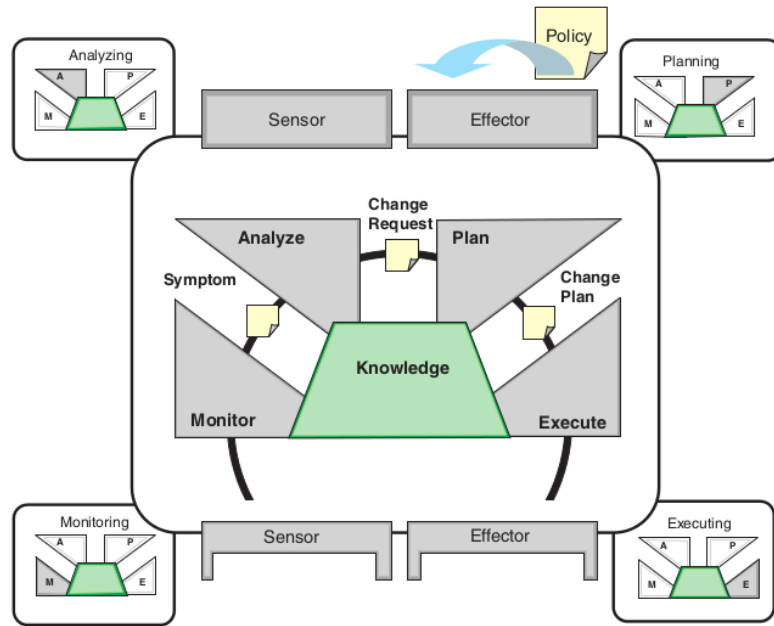 Policy
Analyzing
A
P
M
E
Planning
A
P
M
E
Sensor
Effector
Change
Request
Analyze
Plan
Symptom
Change
Plan
Knowledge
Monitor
Execute
Monitoring
A
P
M
E
Sensor
Effector
Executing
A
P
M
E